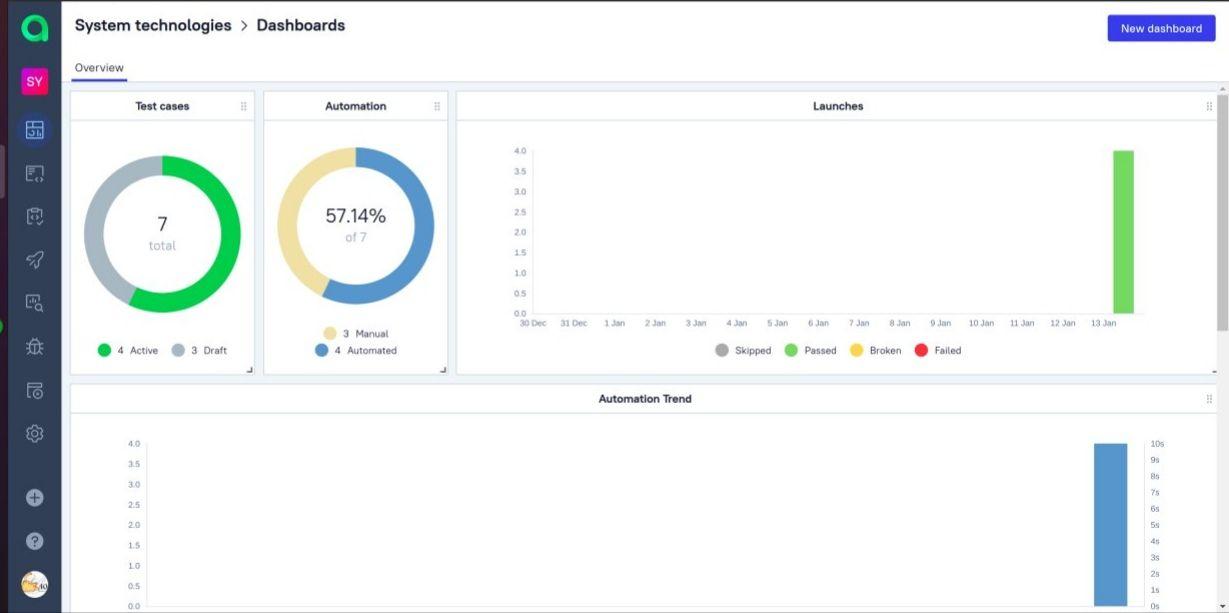 System technologies > Dashboards
New dashboard
Overview
SY
Test cases
7
total
4 Active
3 Draft
Automation
57.14%
of 7
3 Manual
4 Automated
Launches
4.0
3.5
3.0
2.5
2.0
1.5
1.0
0.5
0.0
30 Dec 31 Dec 1 Jan 2 Jan 3 Jan 4 Jan 5 Jan 6 Jan 7 Jan 8 Jan 9 Jan 10 Jan 11 Jan 12 Jan 13 Jan
Skipped Passed Broken Failed
Automation Trend
4.0
3.5
3.0
2.5
2.0
1.5
1.0
0.5
0.0
10s
9s
8s
7s
6s
5s
4s
3s
2s
1s
0s